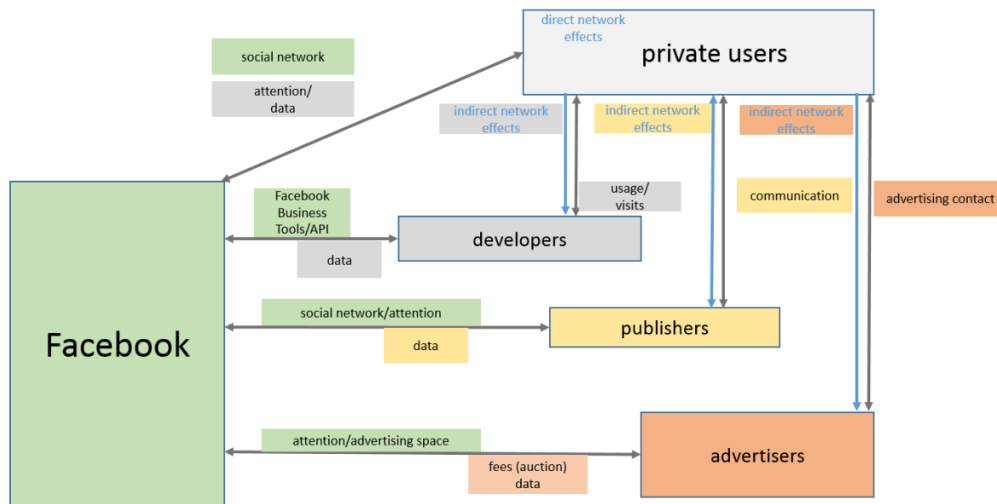 direct network
effects
private users
social network
attention/
data
indirect network
effects
indirect network
effects
indirect network
effects
Facebook
Business
Tools/API
data
usage/
visits
communication
advertising contact
developers
social network/attention
data
publishers
Facebook
attention/advertising space
fees (auction)
data
advertisers